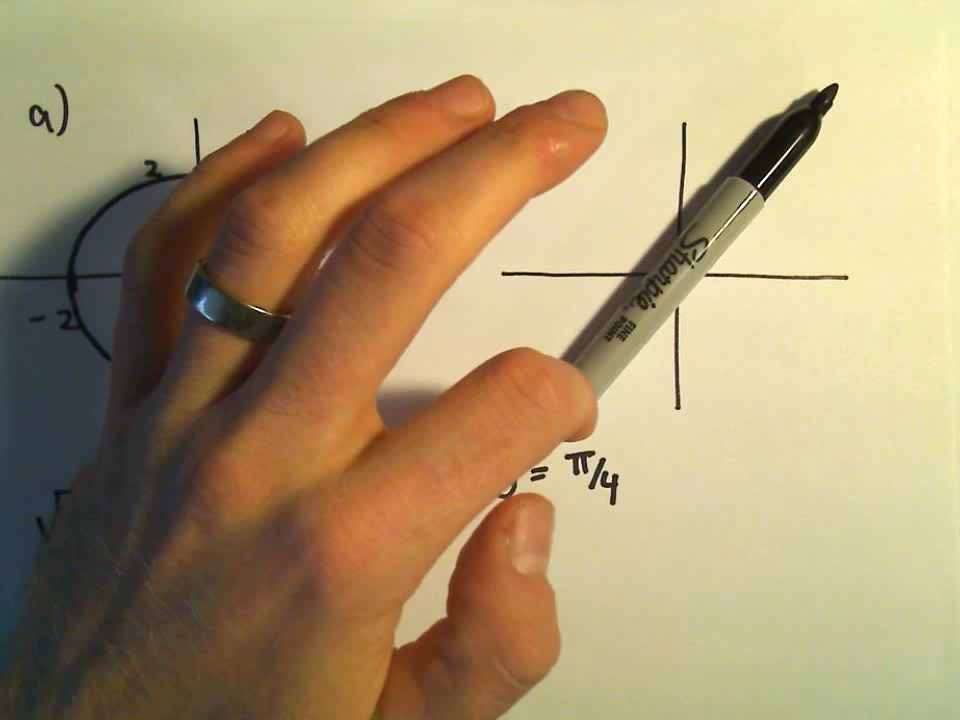 a)
2
-2
Sharpie.
FINE
POINT
= π/4